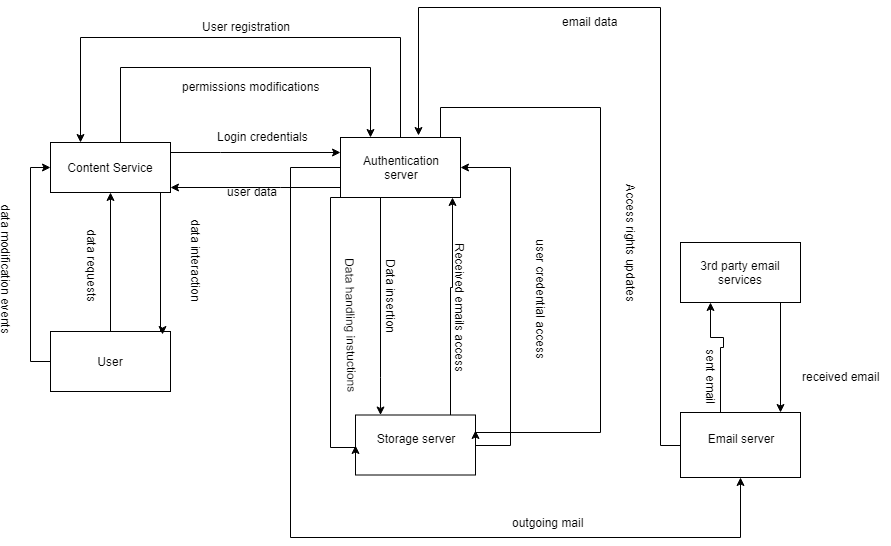 email data
User registration
permissions modifications
Login credentials
Content Service
Authentication
server
user data
data modification events
data requests
data interaction
Data handling instuctions
Data insertion
Received emails access
user credential access
Access rights updates
3rd party email
services
User
sent email
received email
Storage server
Email server
outgoing mail